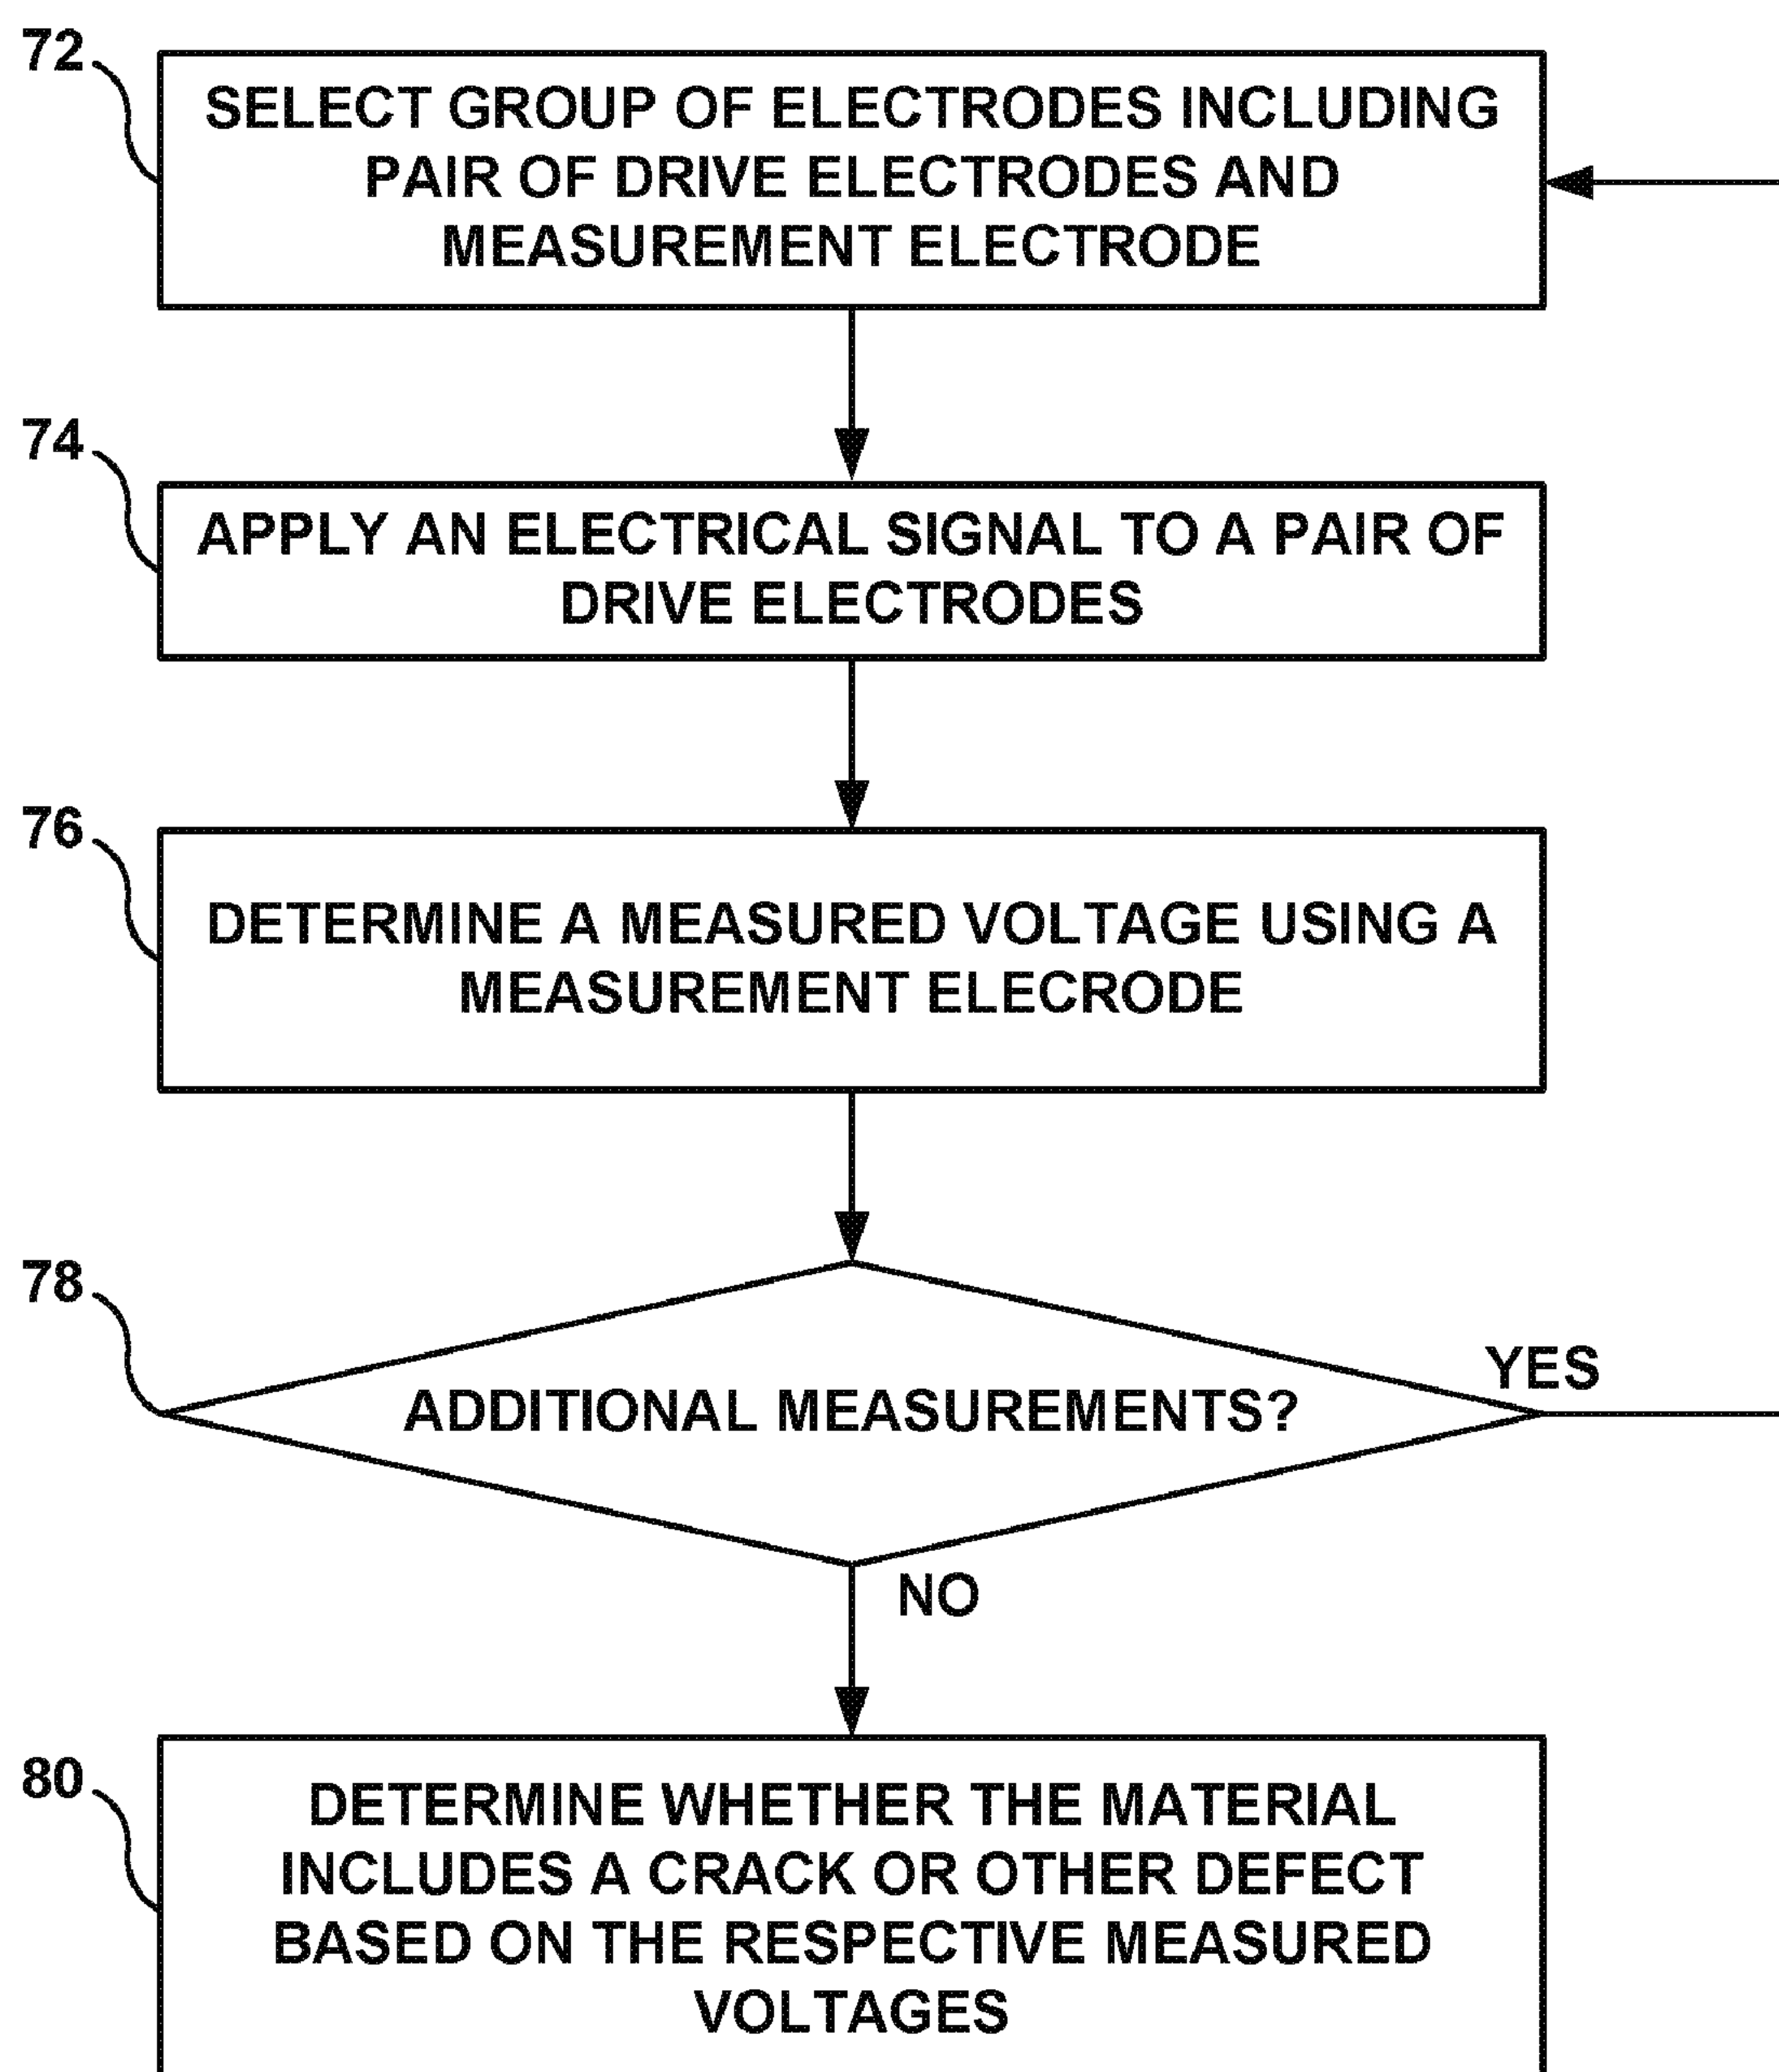 72
SELECT GROUP OF ELECTRODES INCLUDING
PAIR OF DRIVE ELECTRODES AND
MEASUREMENT ELECTRODE
74
APPLY AN ELECTRICAL SIGNAL TO A PAIR OF
DRIVE ELECTRODES
76
DETERMINE A MEASURED VOLTAGE USING A
MEASUREMENT ELECRODE
78
ADDITIONAL MEASUREMENTS?
YES
NO
80
DETERMINE WHETHER THE MATERIAL
INCLUDES A CRACK OR OTHER DEFECT
BASED ON THE RESPECTIVE MEASURED
VOLTAGES